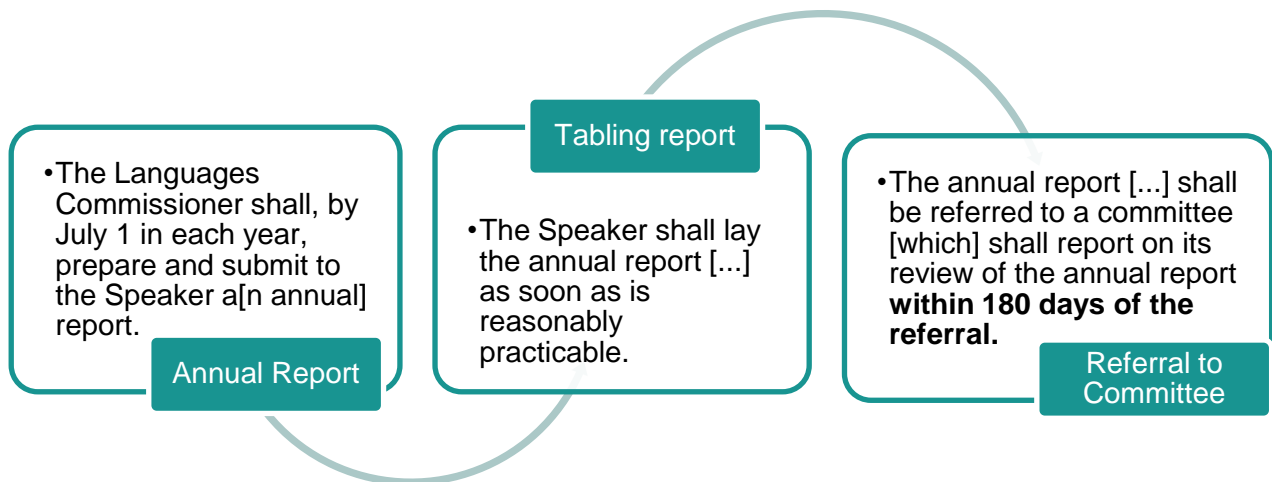 •The Languages
Commissioner shall, by
July 1 in each year,
prepare and submit to
the Speaker a[n annual]
report.
Annual Report
Tabling report
•The Speaker shall lay
the annual report [...]
as soon as is
reasonably
practicable.
•The annual report [...] shall
be referred to a committee
[which] shall report on its
review of the annual report
within 180 days of the
referral.
Referral to
Committee